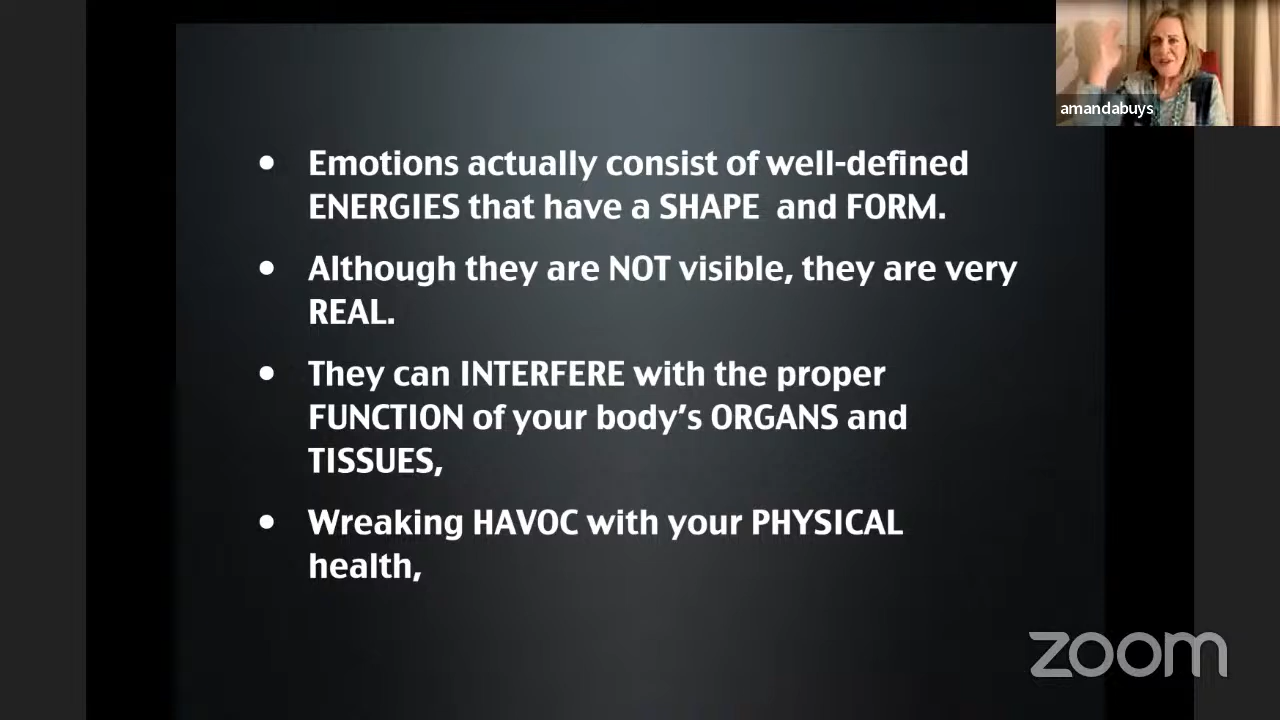 amandabuys
• Emotions actually consist of well-defined
ENERGIES that have a SHAPE and FORM.
• Although they are NOT visible, they are very
REAL.
• They can INTERFERE with the proper
FUNCTION of your body’s ORGANS and
TISSUES,
• Wreaking HAVOC with your PHYSICAL
health,
zoom